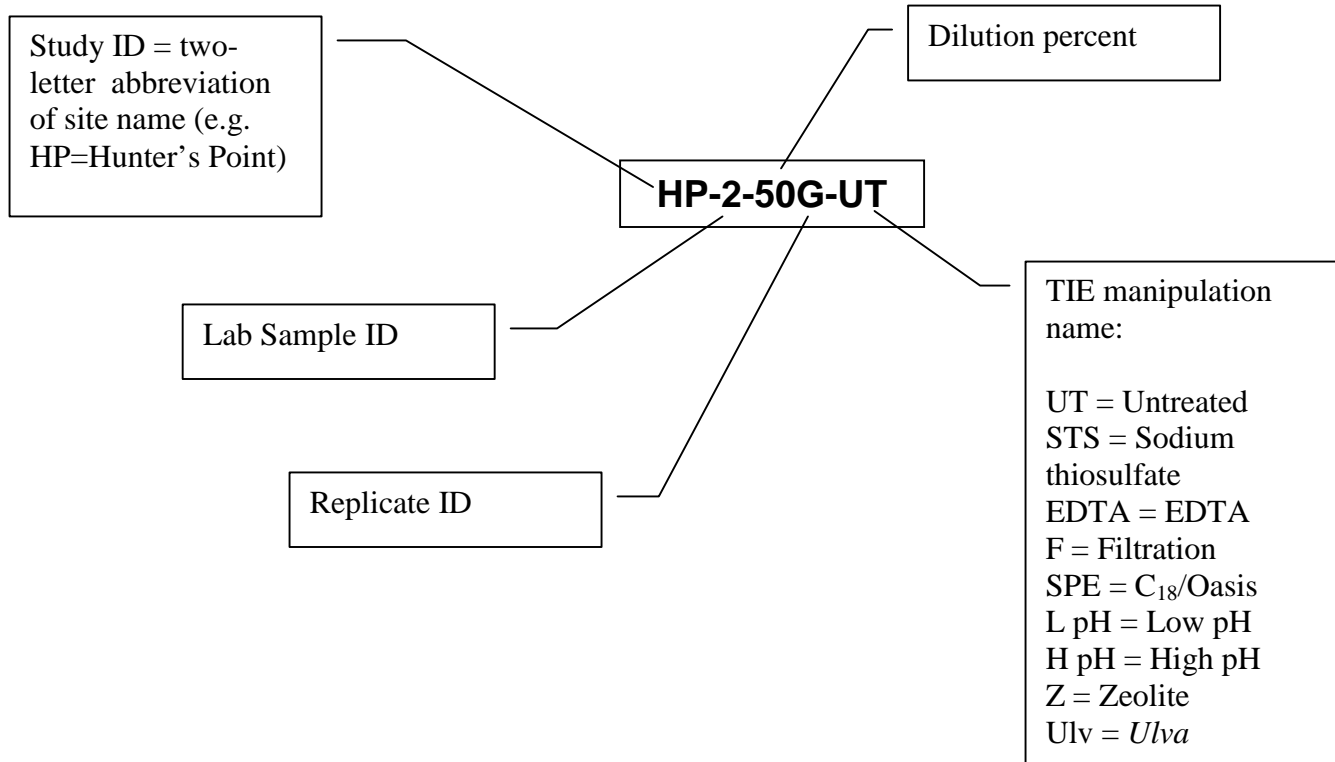 Study ID = two-
letter abbreviation
of site name (e.g.
HP=Hunter's Point)
Dilution percent
HP-2-50G-UT
Lab Sample ID
Replicate ID
TIE manipulation
name:
UT = Untreated
STS = Sodium
thiosulfate
EDTA = EDTA
F = Filtration
SPE = C₁₈/Oasis
L pH = Low pH
H pH = High pH
Z = Zeolite
Ulv = Ulva